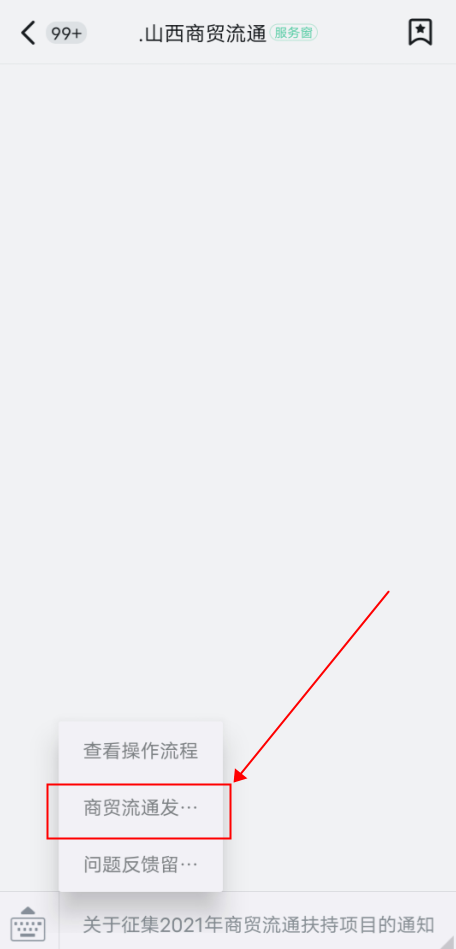 99+
.山西商贸流通 服务窗
查看操作流程
商贸流通发…
问题反馈留…
关于征集2021年商贸流通扶持项目的通知